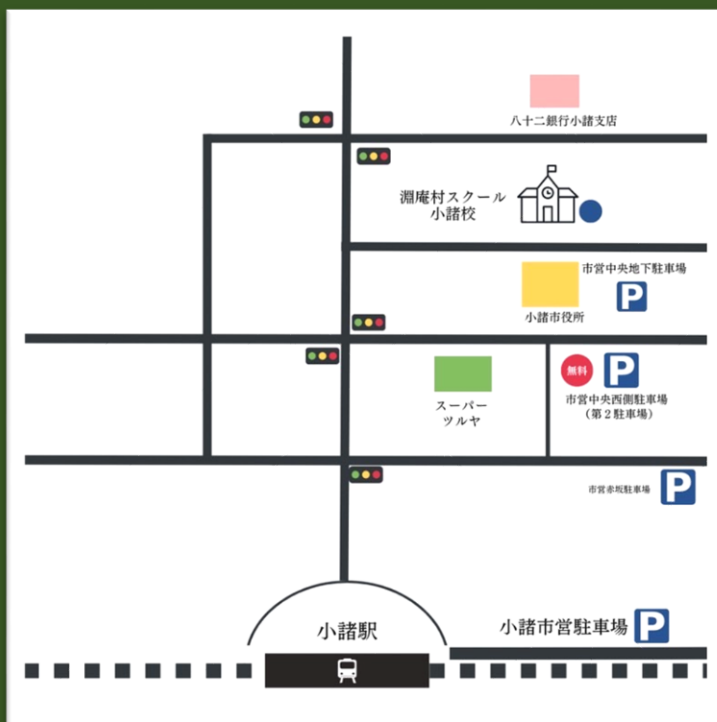 八十二銀行小諸支店
淵庵村スクール
小諸校
市営中央地下駐車場
P
小諸市役所
無料
P
市営中央西側駐車場
(第2駐車場)
スーパー
ツルヤ
市営赤坂駐車場
P
小諸駅
小諸市営駐車場
P